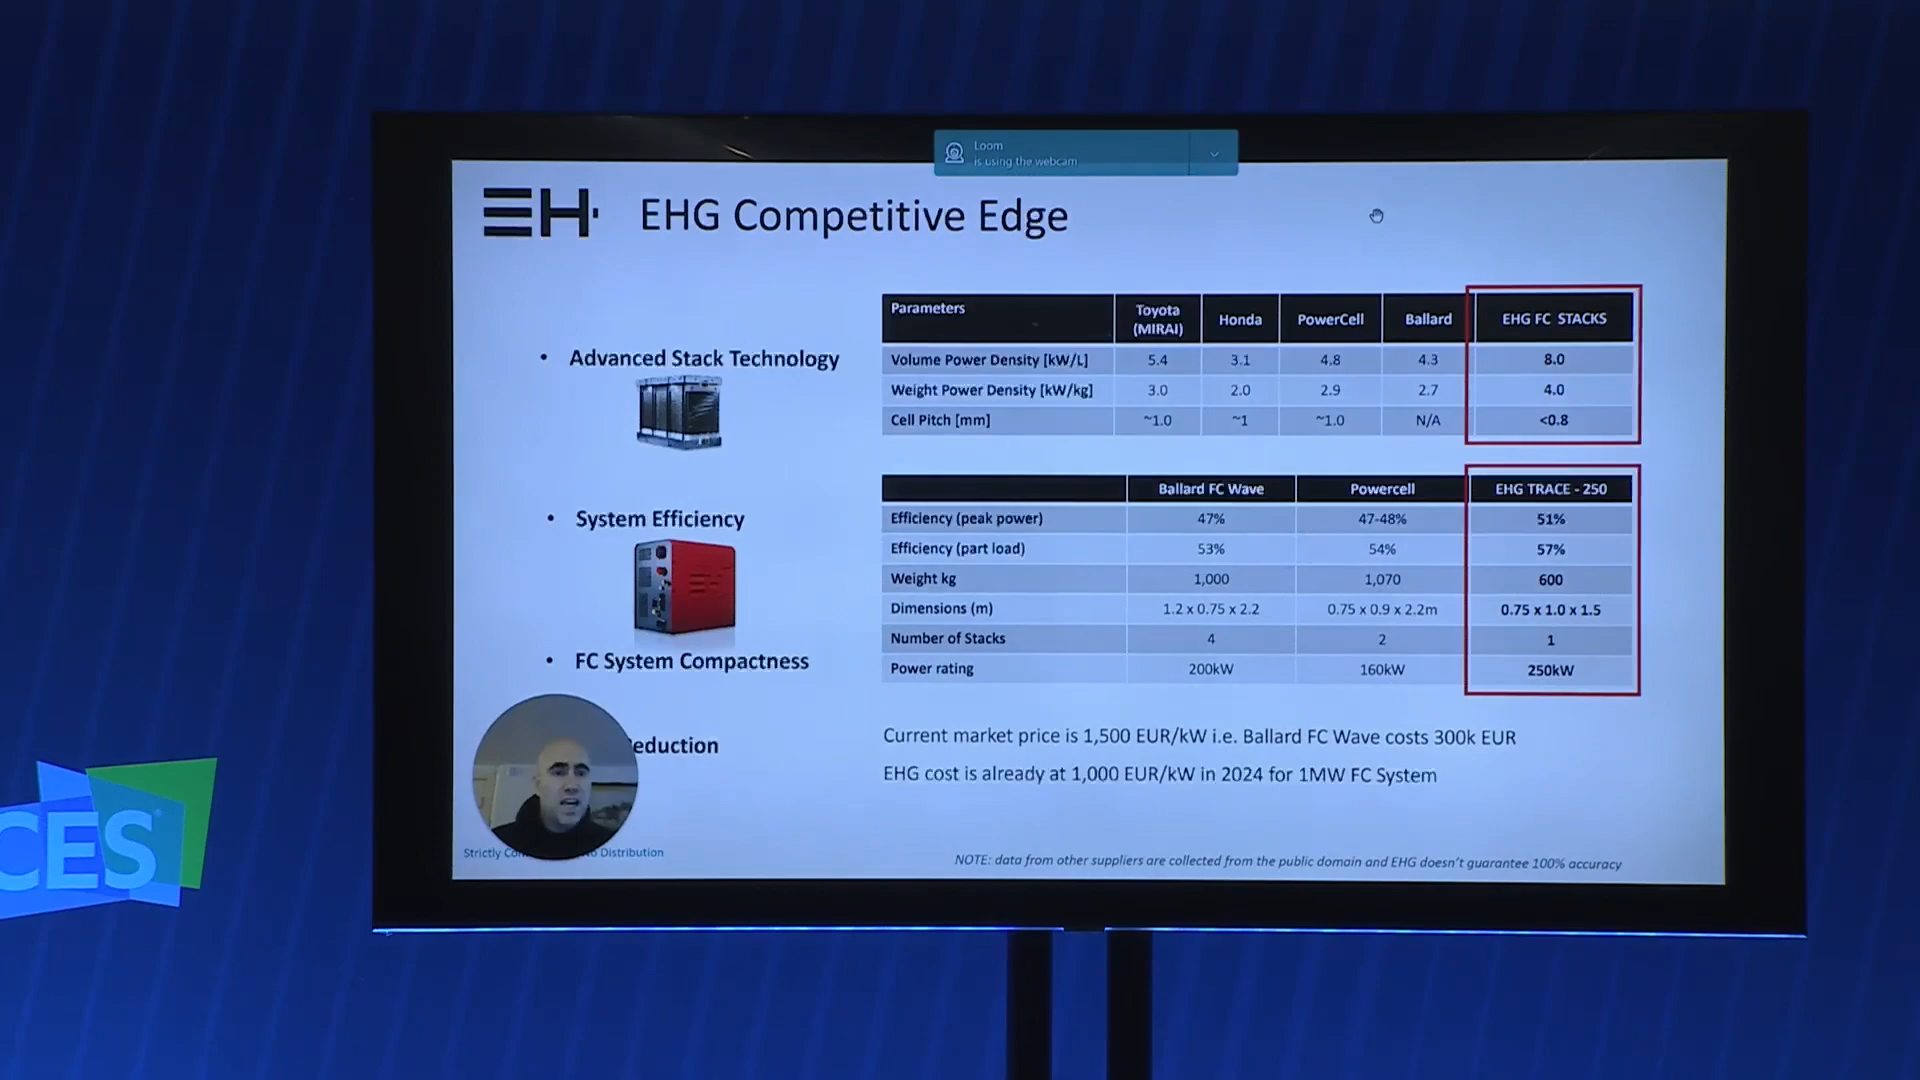 Loom
is using the webcam
EH
EHG Competitive Edge
• Advanced Stack Technology
• System Efficiency
• FC System Compactness
eduction
Parameters Toyota (MIRAI) Honda PowerCell Ballard EHG FC STACKS
Volume Power Density [kW/L] 5.4 3.1 4.8 4.3 8.0
Weight Power Density [kW/kg] 3.0 2.0 2.9 2.7 4.0
Cell Pitch [mm] ~1.0 ~1 ~1.0 N/A <0.8
Ballard FC Wave Powercell EHG TRACE - 250
Efficiency (peak power) 47% 47-48% 51%
Efficiency (part load) 53% 54% 57%
Weight kg 1,000 1,070 600
Dimensions (m) 1.2 x 0.75 x 2.2 0.75 x 0.9 x 2.2m 0.75 x 1.0 x 1.5
Number of Stacks 4 2 1
Power rating 200kW 160kW 250kW
Current market price is 1,500 EUR/kW i.e. Ballard FC Wave costs 300k EUR
EHG cost is already at 1,000 EUR/kW in 2024 for 1MW FC System
Strictly Distribution
NOTE: data from other suppliers are collected from the public domain and EHG doesn't guarantee 100% accuracy
CES